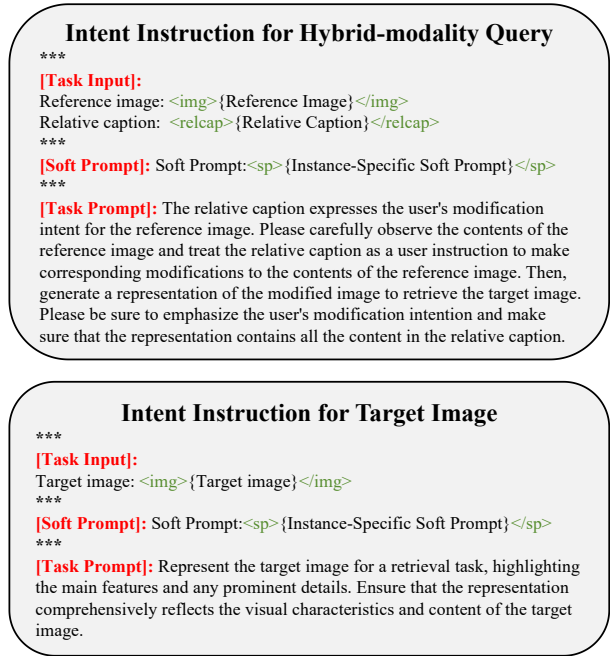 Intent Instruction for Hybrid-modality Query
***
[Task Input]:
Reference image: <img>{Reference Image}</img>
Relative caption: <relcap>{Relative Caption}</relcap>
***
[Soft Prompt]: Soft Prompt:<sp>{Instance-Specific Soft Prompt}</sp>
***
[Task Prompt]: The relative caption expresses the user's modification
intent for the reference image. Please carefully observe the contents of the
reference image and treat the relative caption as a user instruction to make
corresponding modifications to the contents of the reference image. Then,
generate a representation of the modified image to retrieve the target image.
Please be sure to emphasize the user's modification intention and make
sure that the representation contains all the content in the relative caption.
Intent Instruction for Target Image
***
[Task Input]:
Target image: <img>{Target image}</img>
***
[Soft Prompt]: Soft Prompt:<sp>{Instance-Specific Soft Prompt}</sp>
***
[Task Prompt]: Represent the target image for a retrieval task, highlighting
the main features and any prominent details. Ensure that the representation
comprehensively reflects the visual characteristics and content of the target
image.